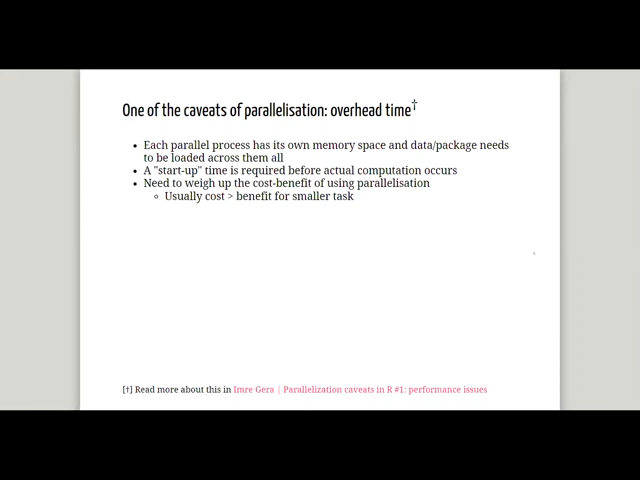 One of the caveats of parallelisation: overhead time†
• Each parallel process has its own memory space and data/package needs
to be loaded across them all
• A "start-up" time is required before actual computation occurs
• Need to weigh up the cost-benefit of using parallelisation
◦ Usually cost > benefit for smaller task
[†] Read more about this in Imre Gera | Parallelization caveats in R #1: performance issues